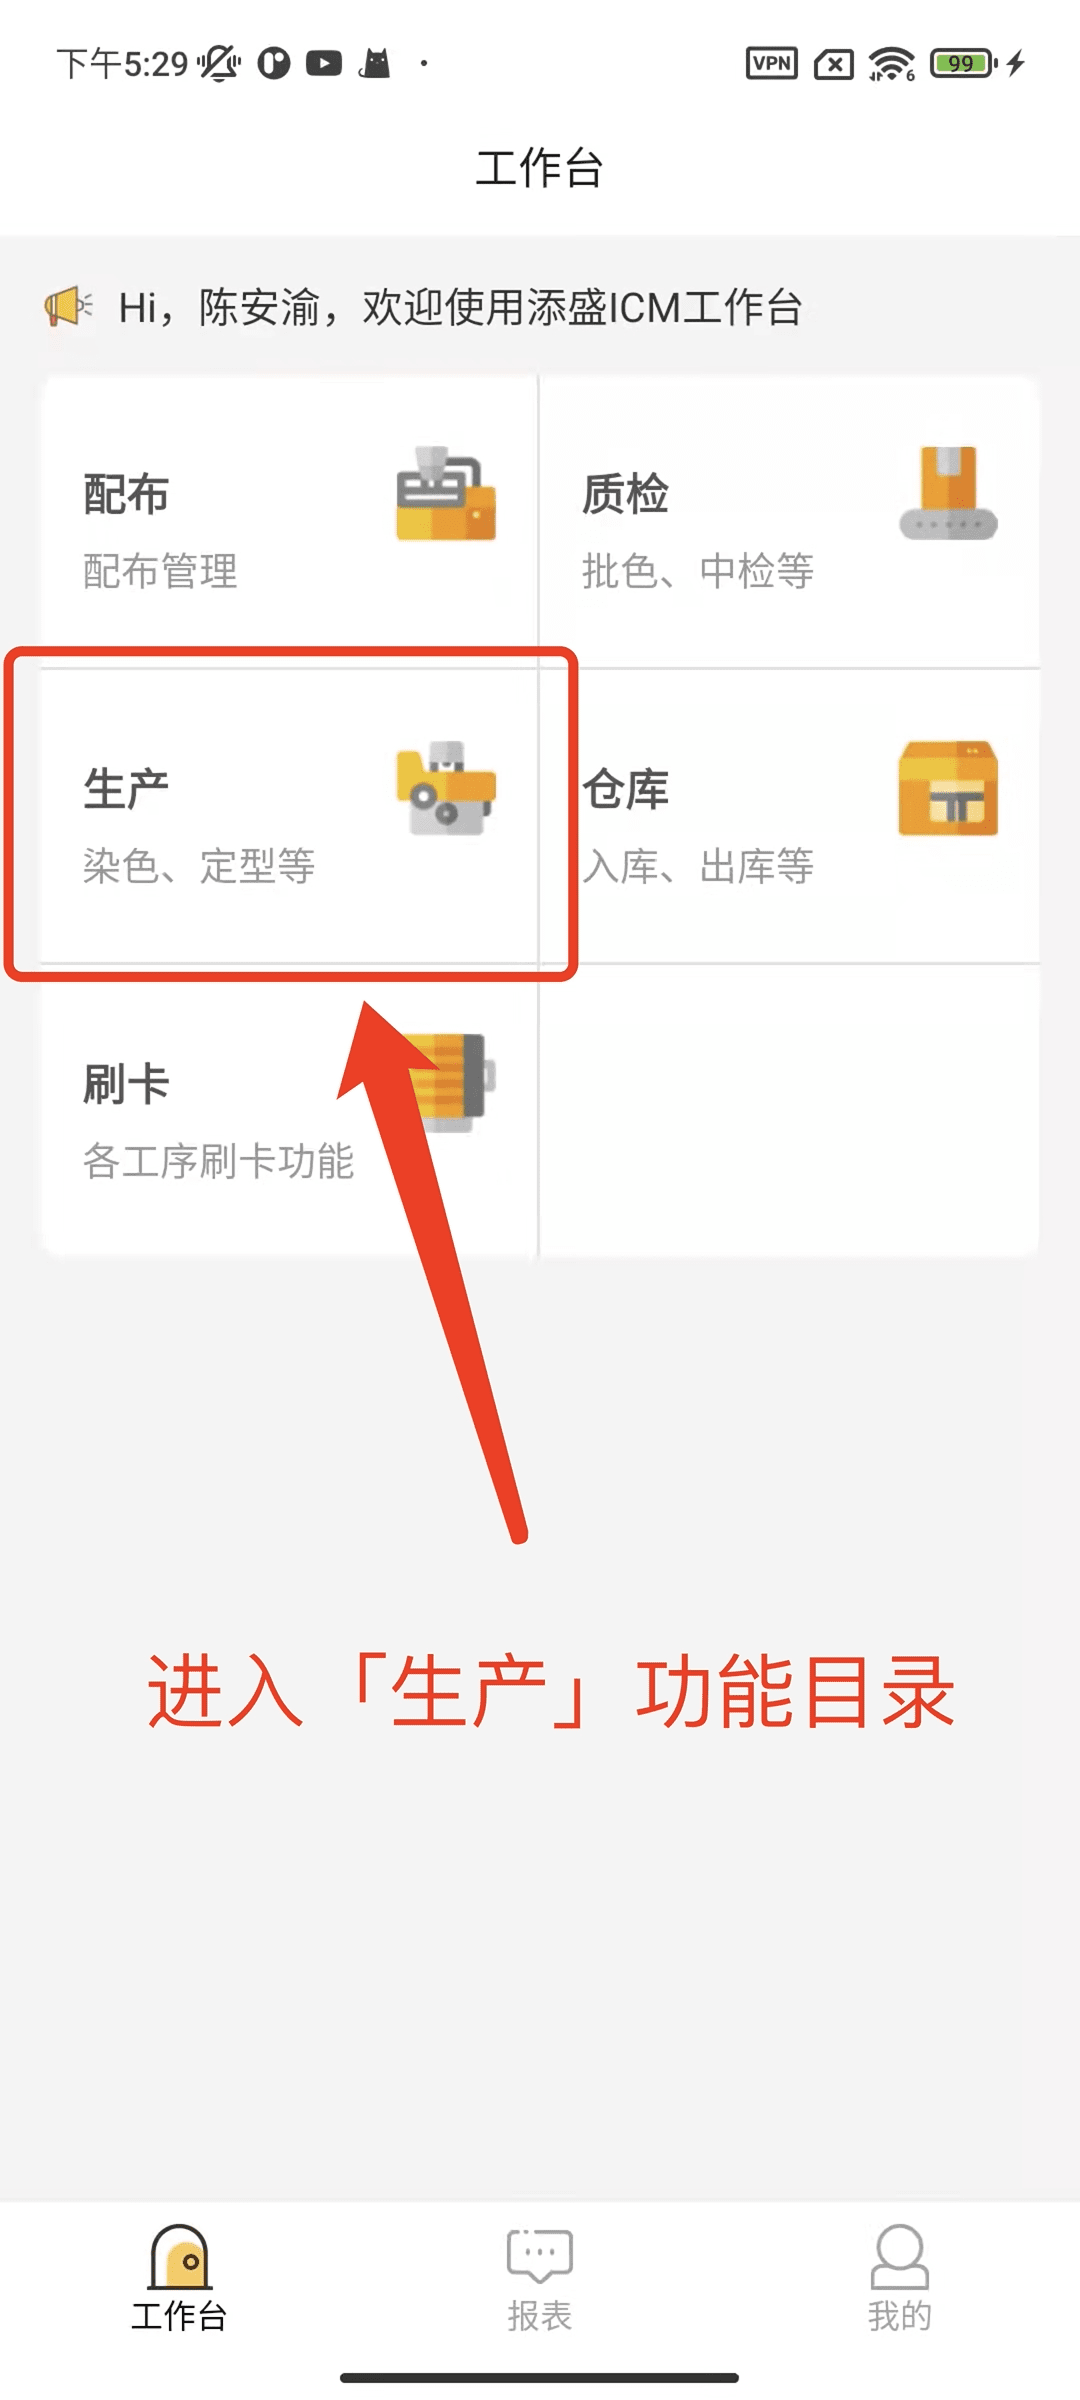 下午5:29 VPN 6 99
工作台
Hi，陈安渝，欢迎使用添盛ICM工作台
配布
配布管理
质检
批色、中检等
生产
染色、定型等
仓库
入库、出库等
刷卡
各工序刷卡功能
进入「生产」功能目录
工作台
报表
我的